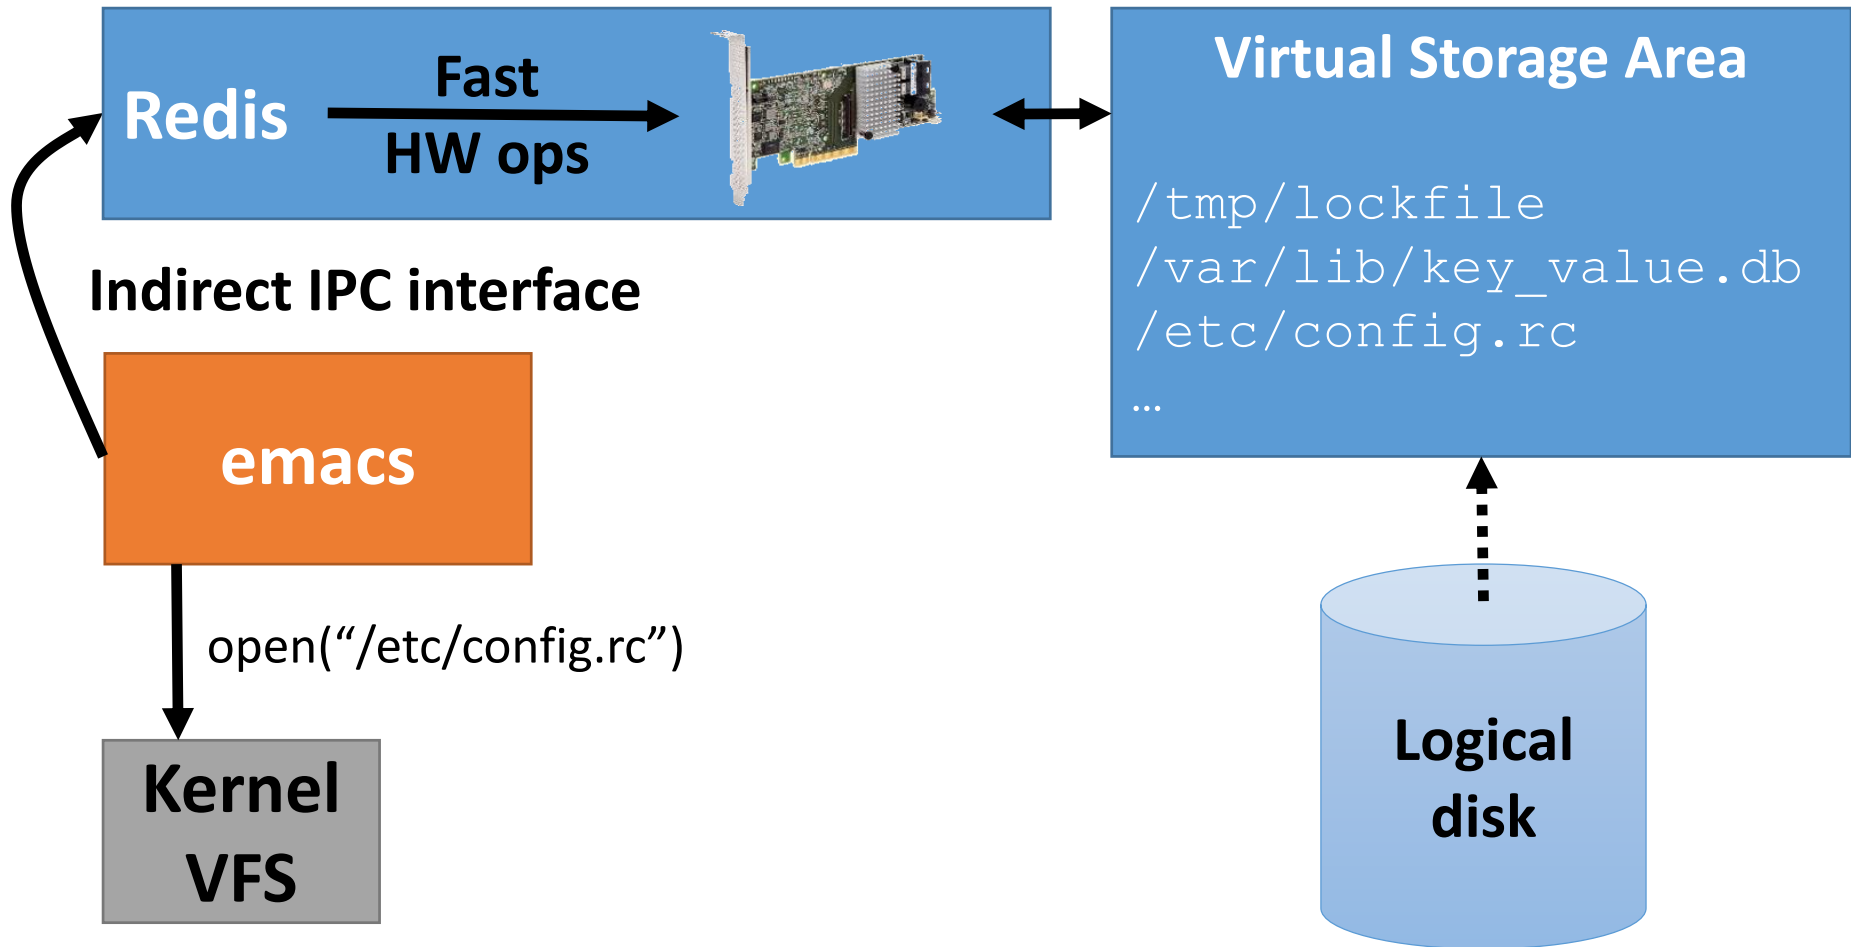 Redis
Fast
HW ops
Virtual Storage Area
/tmp/lockfile
/var/lib/key_value.db
/etc/config.rc
…
Indirect IPC interface
emacs
open(“/etc/config.rc”)
Kernel
VFS
Logical
disk